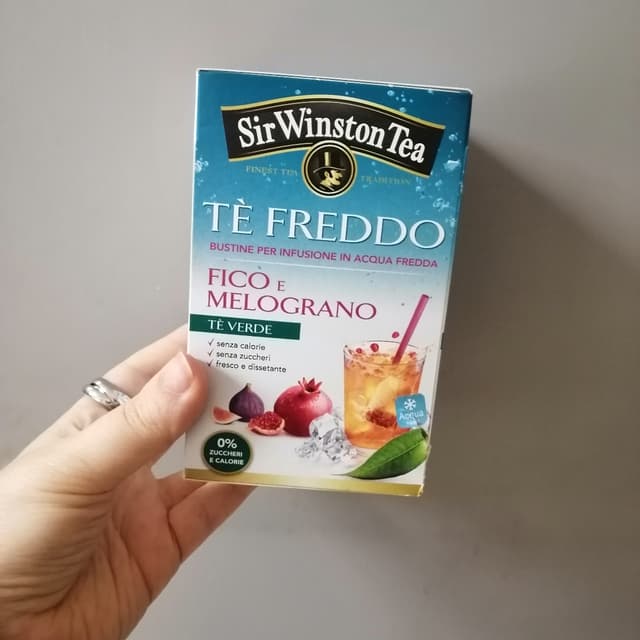 Sir Winston Tea
FINEST TEA TRADITION
TÈ FREDDO
BUSTINE PER INFUSIONE IN ACQUA FREDDA
FICO E
MELOGRANO
TÈ VERDE
✓ senza calorie
✓ senza zuccheri
✓ fresco e dissetante
Acqua
0%
ZUCCHERI
E CALORIE